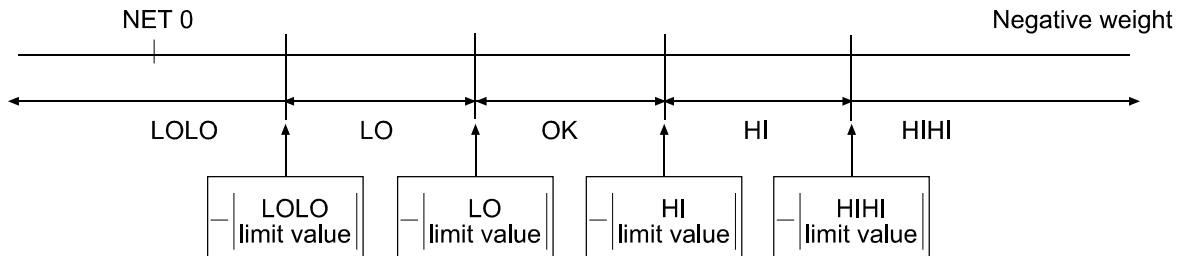 NET 0 Negative weight
LOLO LO OK HI HIHI
— | LOLO limit value | — | LO limit value | — | HI limit value | — | HIHI limit value |